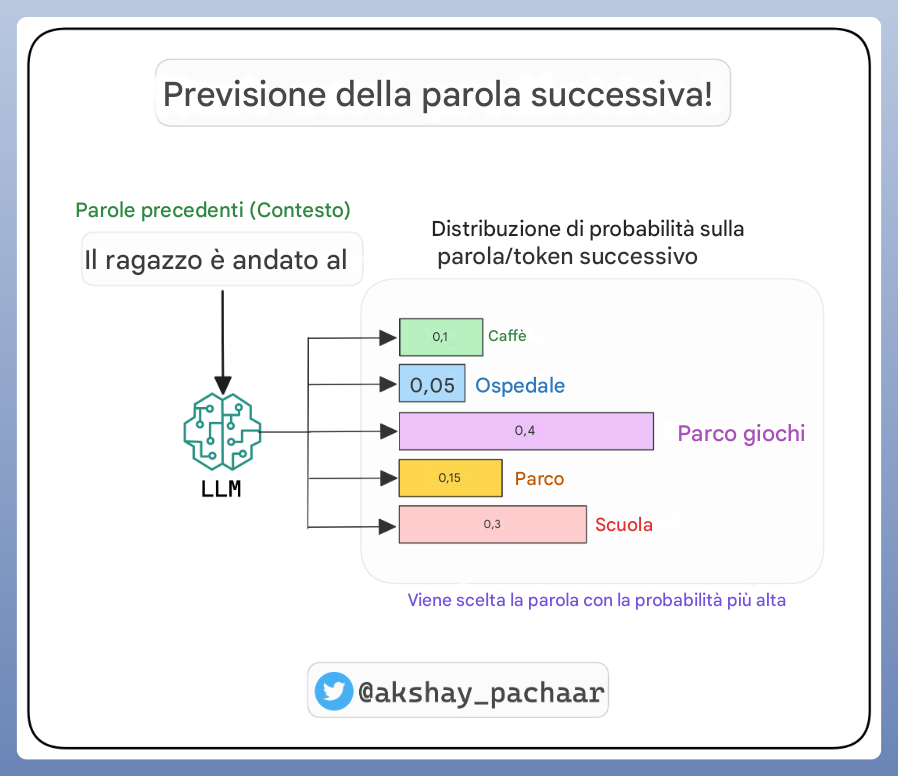 Previsione della parola successiva!
Parole precedenti (Contesto)
Il ragazzo è andato al
LLM
Distribuzione di probabilità sulla
parola/token successivo
0,1 Caffè
0,05 Ospedale
0,4 Parco giochi
0,15 Parco
0,3 Scuola
Viene scelta la parola con la probabilità più alta
@akshay_pachaar